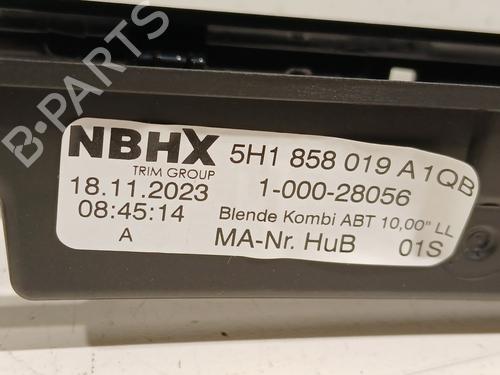 NBHX
TRIM GROUP
5H1 858 019 A 1QB
18.11.2023
1-000-28056
08:45:14
Blende Kombi ABT 10,00" LL
A
MA-Nr. HuB
01S
B-Parts